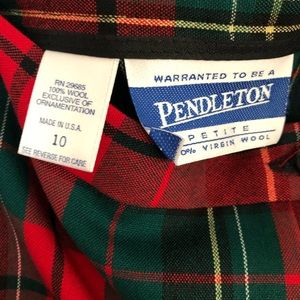 RN 29685
100% WOOL
EXCLUSIVE OF
ORNAMENTATION
MADE IN U.S.A.
10
SEE REVERSE FOR CARE
WARRANTED TO BE A
PENDLETON
PETITE
0% VIRGIN WOOL